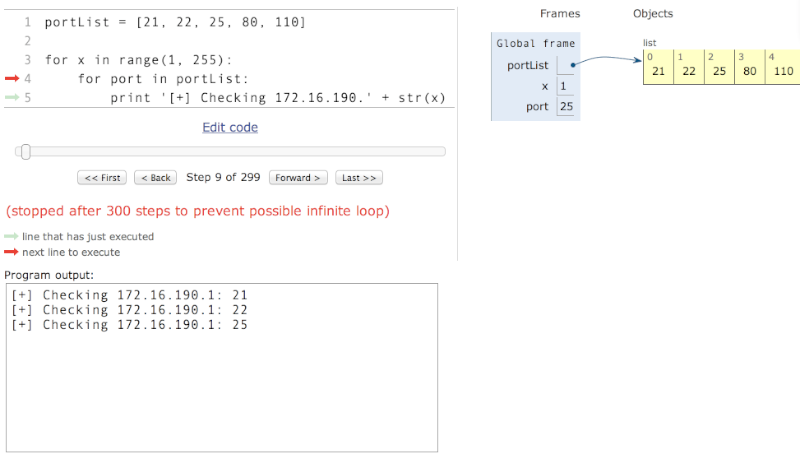 1 portList = [21, 22, 25, 80, 110]
2
3 for x in range(1, 255):
4 for port in portList:
5 print '[+] Checking 172.16.190.' + str(x)
Edit code
<< First < Back Step 9 of 299 Forward > Last >>
(stopped after 300 steps to prevent possible infinite loop)
line that has just executed
next line to execute
Program output:
[+] Checking 172.16.190.1: 21
[+] Checking 172.16.190.1: 22
[+] Checking 172.16.190.1: 25
Frames Objects
Global frame
portList
x 1
port 25
list
0 1 2 3 4
21 22 25 80 110